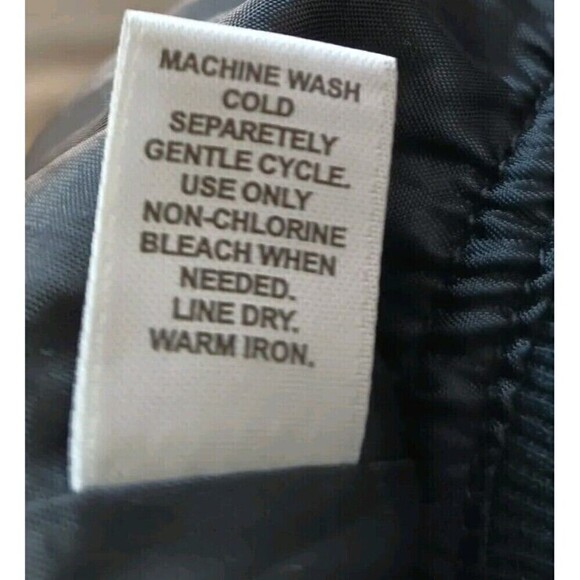 MACHINE WASH
COLD
SEPARETELY
GENTLE CYCLE.
USE ONLY
NON-CHLORINE
BLEACH WHEN
NEEDED.
LINE DRY.
WARM IRON.